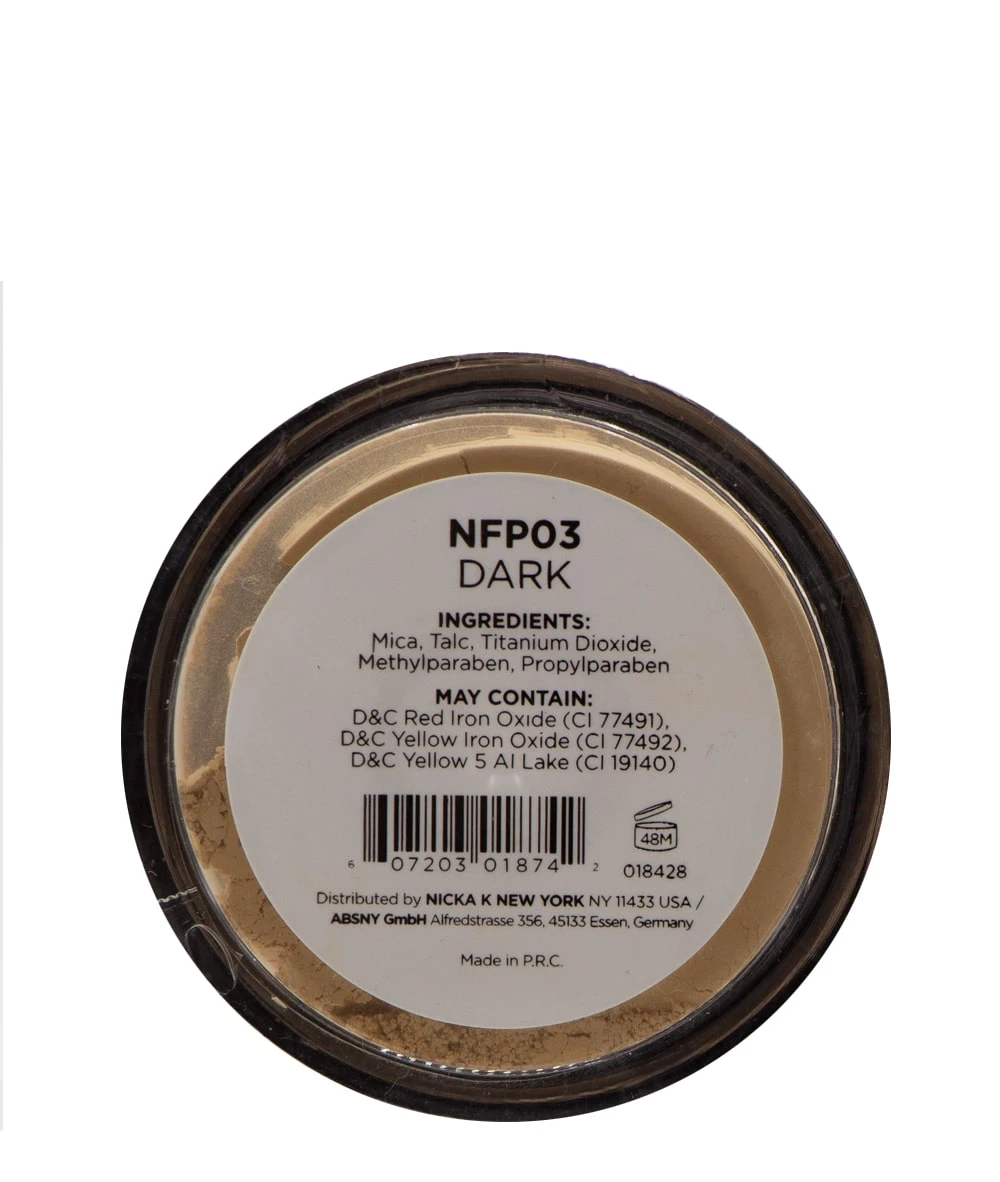 NFP03
DARK
INGREDIENTS:
Mica, Talc, Titanium Dioxide,
Methylparaben, Propylparaben
MAY CONTAIN:
D&C Red Iron Oxide (CI 77491),
D&C Yellow Iron Oxide (CI 77492),
D&C Yellow 5 Al Lake (CI 19140)
48M
6 07203 01874 2
018428
Distributed by NICKA K NEW YORK NY 11433 USA /
ABSNY GmbH Alfredstrasse 356, 45133 Essen, Germany
Made in P.R.C.